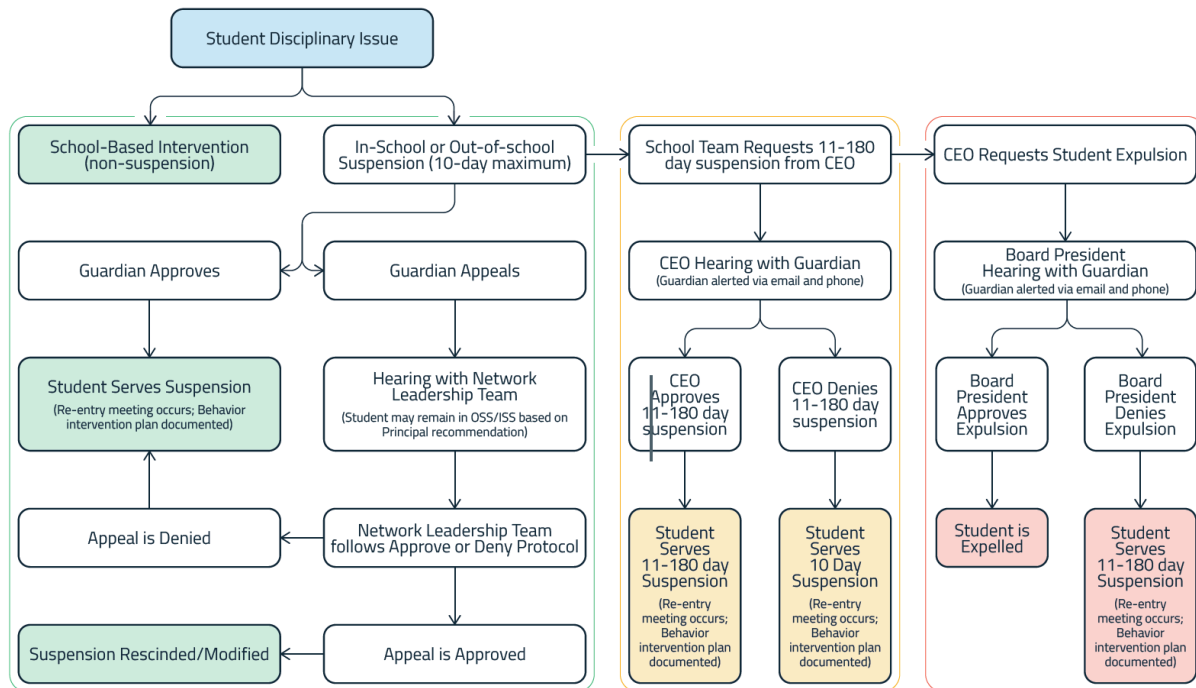 Student Disciplinary Issue
School-Based Intervention
(non-suspension)
In-School or Out-of-school
Suspension (10-day maximum)
School Team Requests 11-180
day suspension from CEO
CEO Requests Student Expulsion
Guardian Approves
Guardian Appeals
CEO Hearing with Guardian
(Guardian alerted via email and phone)
Board President
Hearing with Guardian
(Guardian alerted via email and phone)
Student Serves Suspension
(Re-entry meeting occurs; Behavior
intervention plan documented)
Hearing with Network
Leadership Team
(Student may remain in OSS/ISS based on
Principal recommendation)
CEO
Approves
11-180 day
suspension
CEO Denies
11-180 day
suspension
Board
President
Approves
Expulsion
Board
President
Denies
Expulsion
Appeal is Denied
Network Leadership Team
follows Approve or Deny Protocol
Student
Serves
11-180 day
Suspension
(Re-entry
meeting occurs;
Behavior
intervention plan
documented)
Student
Serves
10 Day
Suspension
(Re-entry
meeting occurs;
Behavior
intervention plan
documented)
Student is
Expelled
Student
Serves
11-180 day
Suspension
(Re-entry
meeting occurs;
Behavior
intervention plan
documented)
Suspension Rescinded/Modified
Appeal is Approved